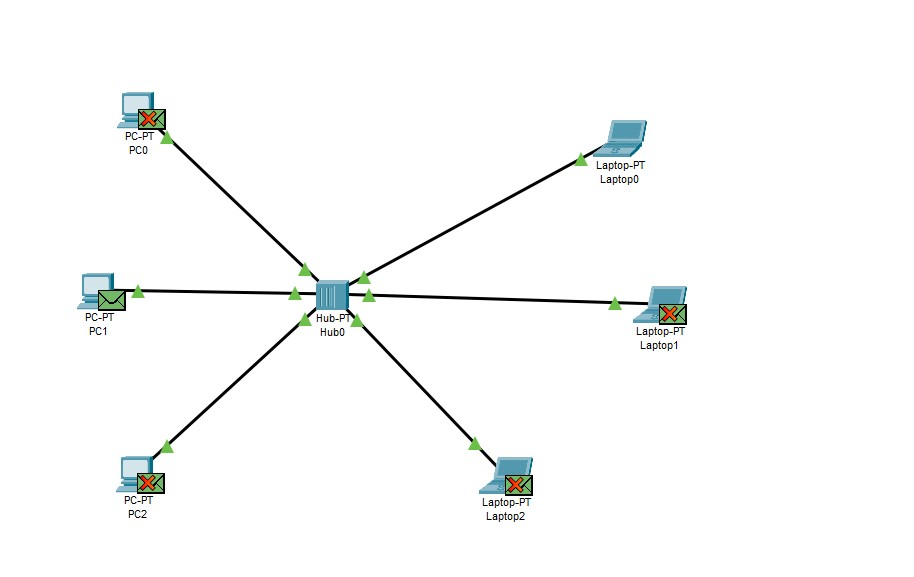 PC-PT
PC0
Laptop-PT
Laptop0
PC-PT
PC1
Hub-PT
Hub0
Laptop-PT
Laptop1
PC-PT
PC2
Laptop-PT
Laptop2